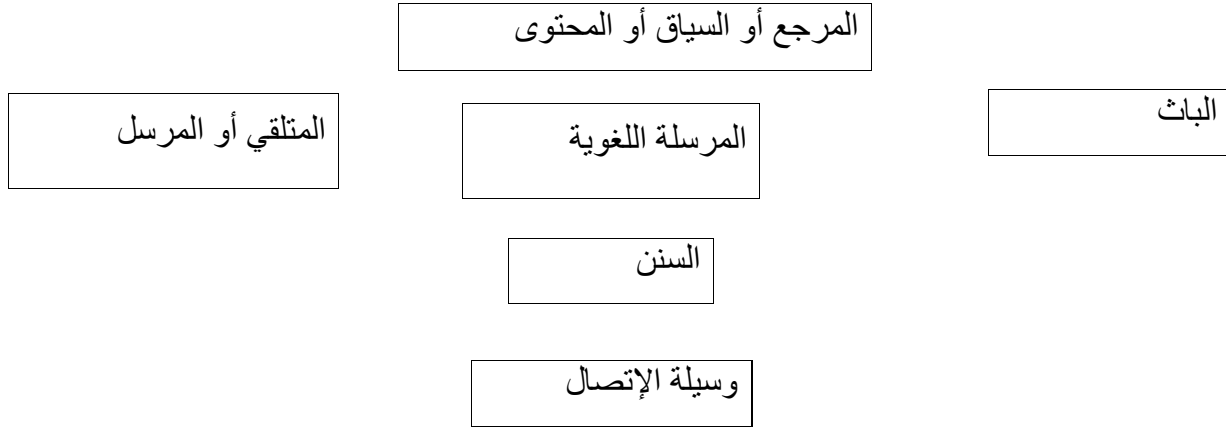 المرجع أو السياق أو المحتوى
الباث
المرسلة اللغوية
المتلقي أو المرسل
السنن
وسيلة الإتصال